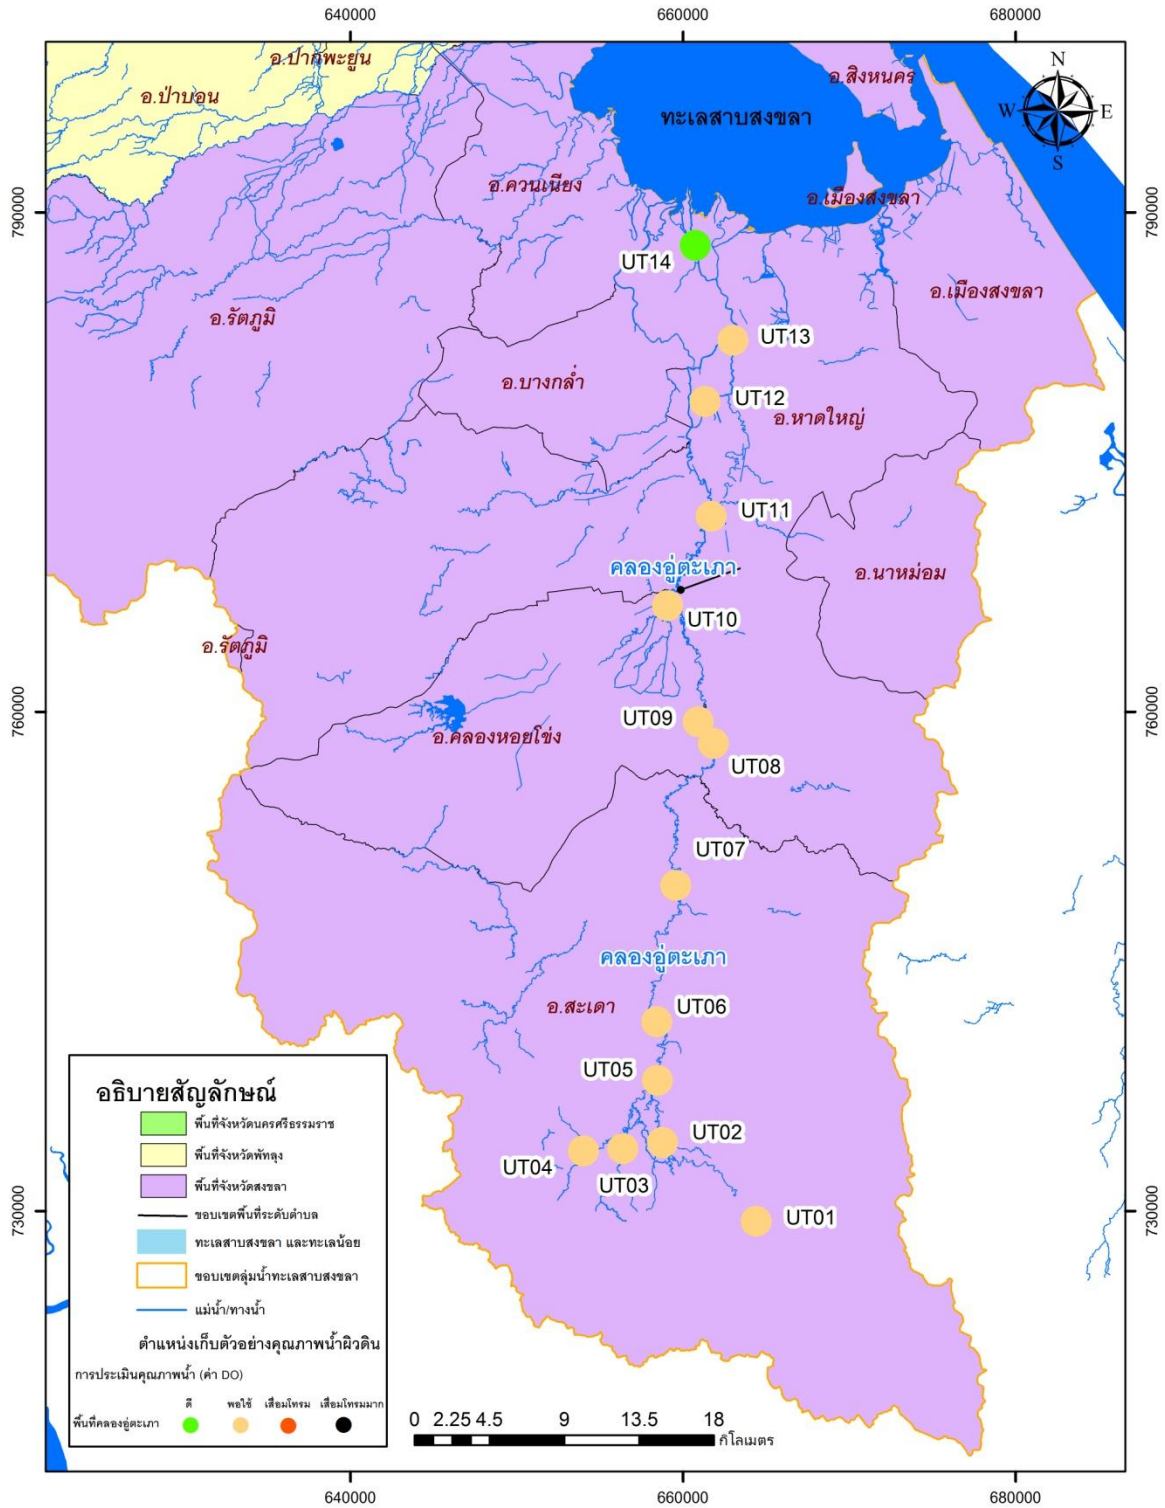 640000 660000 680000
N
W E
S
อ.ปากพะยูน
อ.ป่าบอน
อ.สิงหนคร
ทะเลสาบสงขลา
อ.ควนเนียง
อ.เมืองสงขลา
790000 790000
UT14
อ.เมืองสงขลา
อ.รัตภูมิ
UT13
อ.บางกล่ำ
UT12
อ.หาดใหญ่
UT11
คลองอู่ตะเภา
อ.นาหม่อม
UT10
อ.รัตภูมิ
760000 760000
UT09
อ.คลองหอยโข่ง
UT08
UT07
คลองอู่ตะเภา
อ.สะเดา
UT06
UT05
UT02
UT04
UT03
UT01
730000 730000
อธิบายสัญลักษณ์
พื้นที่จังหวัดนครศรีธรรมราช
พื้นที่จังหวัดพัทลุง
พื้นที่จังหวัดสงขลา
ขอบเขตพื้นที่ระดับตำบล
ทะเลสาบสงขลา และทะเลน้อย
ขอบเขตลุ่มน้ำทะเลสาบสงขลา
แม่น้ำ/ทางน้ำ
ตำแหน่งเก็บตัวอย่างคุณภาพน้ำผิวดิน
การประเมินคุณภาพน้ำ (ค่า DO)
ดี พอใช้ เสื่อมโทรม เสื่อมโทรมมาก
พื้นที่คลองอู่ตะเภา
0 2.25 4.5 9 13.5 18
กิโลเมตร
640000 660000 680000